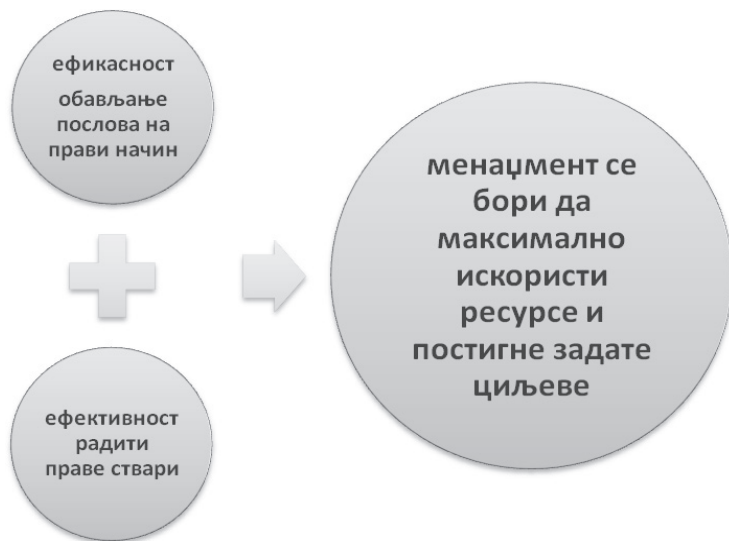 ефикасност
обављање
послова на
прави начин
ефективност
радити
праве ствари
менаџмент се
бори да
максимално
искористи
ресурсе и
постигне задате
циљеве